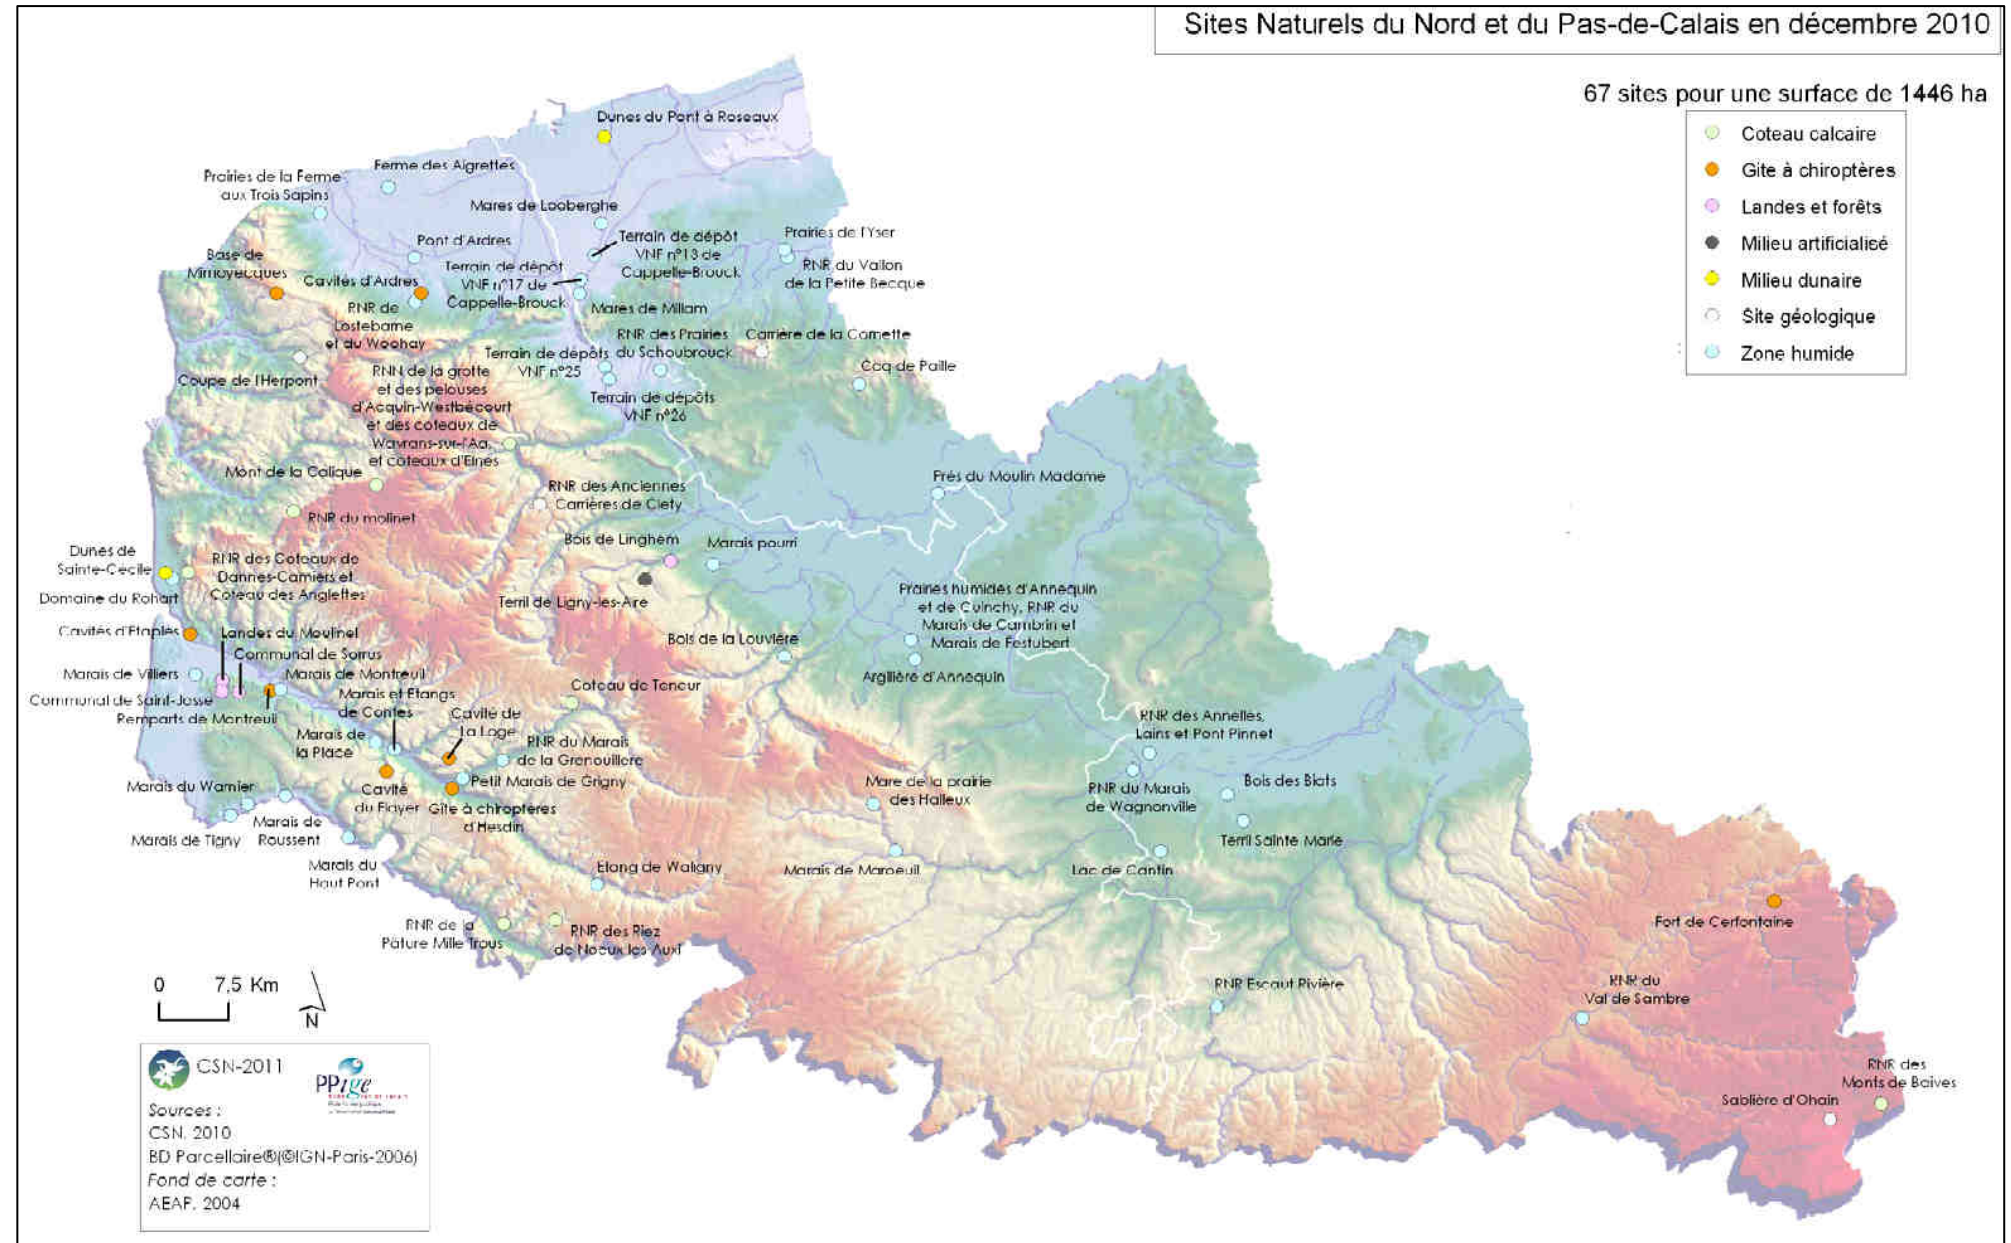 Sites Naturels du Nord et du Pas-de-Calais en décembre 2010
67 sites pour une surface de 1446 ha
Coteau calcaire
Gite à chiroptères
Landes et forêts
Milieu artificialisé
Milieu dunaire
Site géologique
Zone humide
Dunes du Pont à Roseaux
Ferme des Aigrettes
Prairies de la Ferme
aux Trois Sapins
Mares de Looberghe
Pont d'Ardres
Terrain de dépôt
VNF n°13 de
Cappelle-Brouck
Prairies de l'Yser
RNR du Vallon
de la Petite Becque
Base de
Mimoyecques
Cavités d'Ardres
Terrain de dépôt
VNF n°17 de
Cappelle-Brouck
RNR de
Lostebarne
et du Woohay
Mares de Millam
RNR des Prairies
du Schoubrouck
Carrière de la Cornette
Coupe de l'Herpont
Terrain de dépôts
VNF n°25
Coq de Paille
RNN de la grotte
et des pelouses
d'Acquin-Westbécourt
et des coteaux de
Wavrans-sur-l'Aa,
et coteaux d'Elnes
Terrain de dépôts
VNF n°26
Mont de la Calique
RNR des Anciennes
Carrières de Clety
Près du Moulin Madame
RNR du molinet
Bois de Linghem
Marais pourri
Dunes de
Sainte-Cécile
RNR des Coteaux de
Dannes-Camiers et
Coteau des Anglettes
Domaine du Rohart
Terril de Ligny-les-Aire
Prairies humides d'Annequin
et de Cuinchy, RNR du
Marais de Cambrin et
Marais de Festubert
Cavités d'Etaples
Landes du Moulinel
Communal de Sorrus
Bois de la Louvière
Marais de Villiers
Marais de Montreuil
Argilière d'Annequin
Communal de Saint-Josse
Remparts de Montreuil
Marais et Etangs
de Contes
Coteau de Teneur
Cavité de
La Loge
Marais de
la Place
RNR du Marais
de la Grenouillère
RNR des Annelles,
Lains et Pont Pinnet
Marais du Warnier
Cavité
du Flayer
Petit Marais de Grigny
Gîte à chiroptères
d'Hesdin
Mare de la prairie
des Halleux
RNR du Marais
de Wagnonville
Bois des Blats
Marais de Tigny
Marais de
Roussent
Terril Sainte Marie
Marais du
Haut Pont
Etang de Waligny
Marais de Maroeuil
Lac de Cantin
RNR de la
Pâture Mille Trous
RNR des Riez
de Noeux les Auxi
Fort de Cerfontaine
RNR Escaut Rivière
RNR du
Val de Sambre
RNR des
Monts de Baives
Sablière d'Ohain
0 7,5 Km
N
CSN-2011
PPige
Sources :
CSN, 2010
BD Parcellaire®(©IGN-Paris-2006)
Fond de carte :
AEAP, 2004